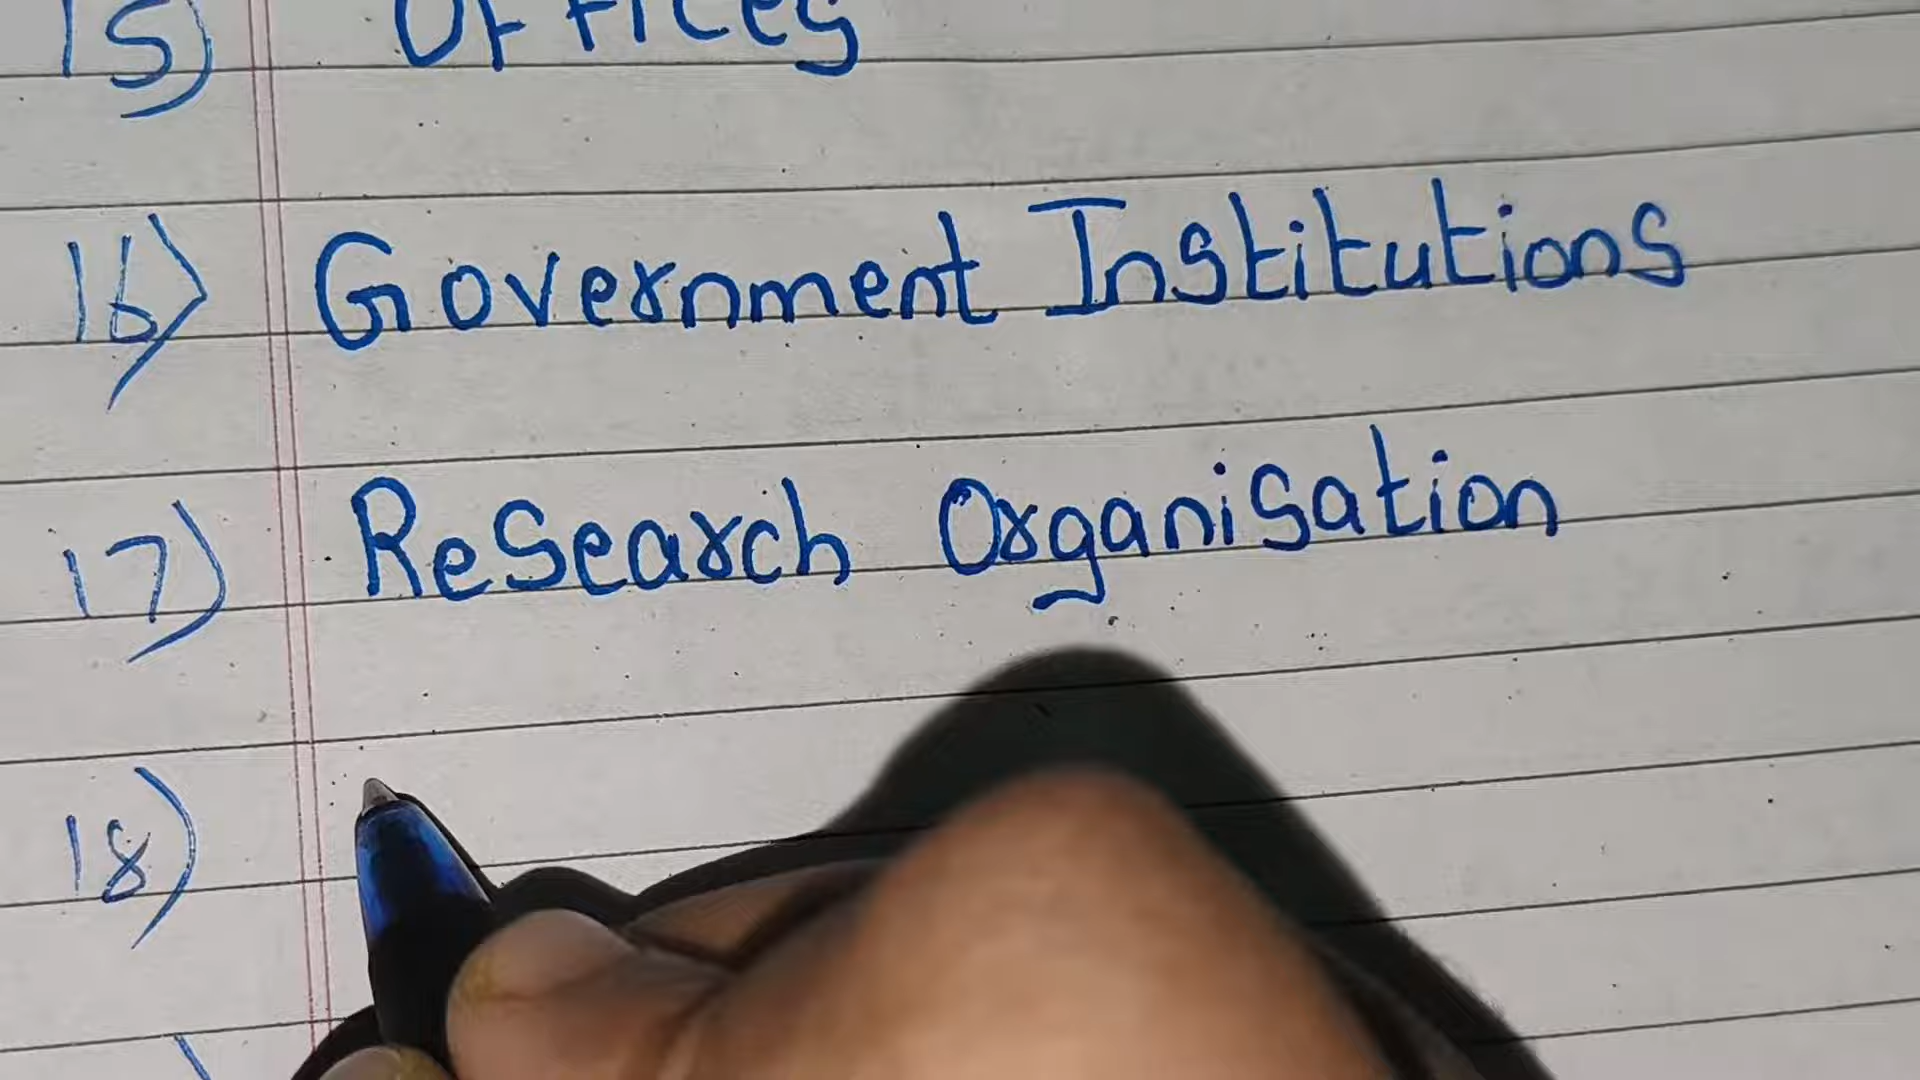 15) Offices
16) Government Institutions
17) Research Organisation
18)